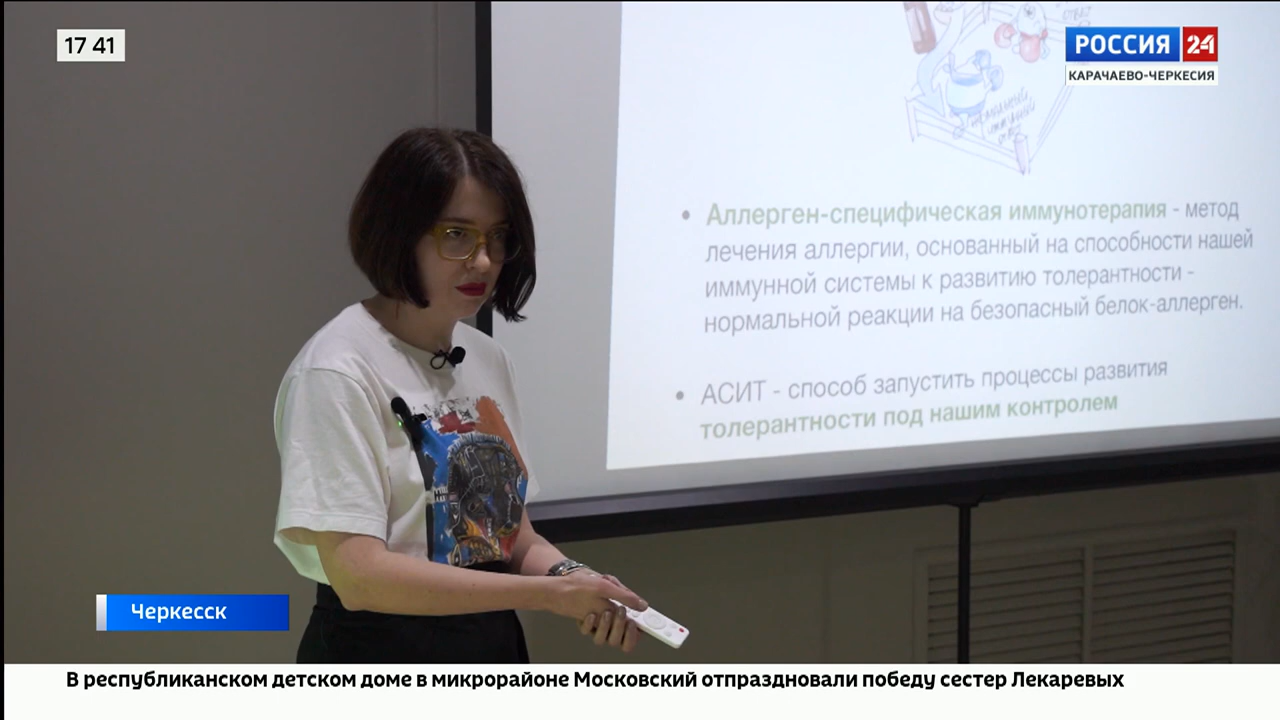 17 41
РОССИЯ 24
КАРАЧАЕВО-ЧЕРКЕСИЯ
• Аллерген-специфическая иммунотерапия - метод
лечения аллергии, основанный на способности нашей
иммунной системы к развитию толерантности -
нормальной реакции на безопасный белок-аллерген.
• АСИТ - способ запустить процессы развития
толерантности под нашим контролем
Черкесск
В республиканском детском доме в микрорайоне Московский отпраздновали победу сестер Лекаревых